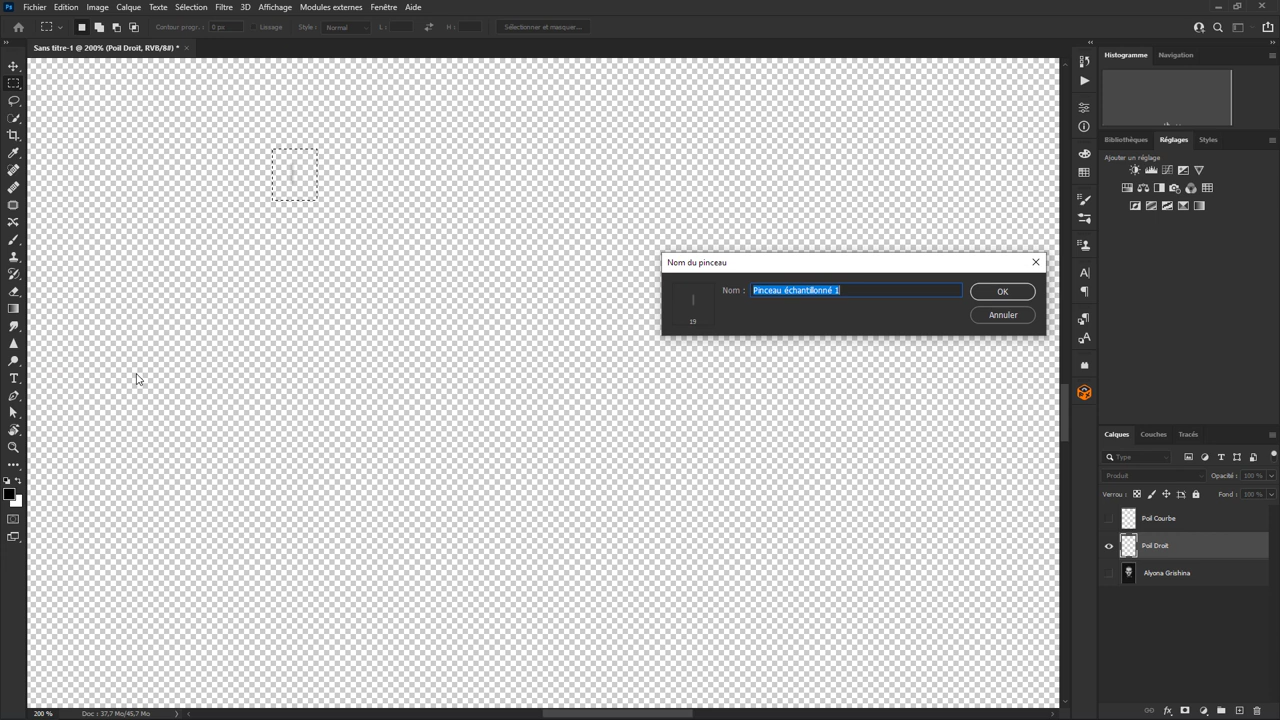 Ps Fichier Edition Image Calque Texte Sélection Filtre 3D Affichage Modules externes Fenêtre Aide
Contour progr. : 0 px Lissage Style : Normal L : H : Sélectionner et masquer...
Sans titre-1 @ 200% (Poil Droit, RVB/8#) * ×
Histogramme Navigation
Bibliothèques Réglages Styles
Ajouter un réglage
Nom du pinceau
Nom : Pinceau échantillonné 1 OK
19 Annuler
Calques Couches Tracés
Type
Produit Opacité : 100 %
Verrou : Fond : 100 %
Poil Courbe
Poil Droit
Alyona Grishina
200 % Doc : 37,7 Mo/45,7 Mo